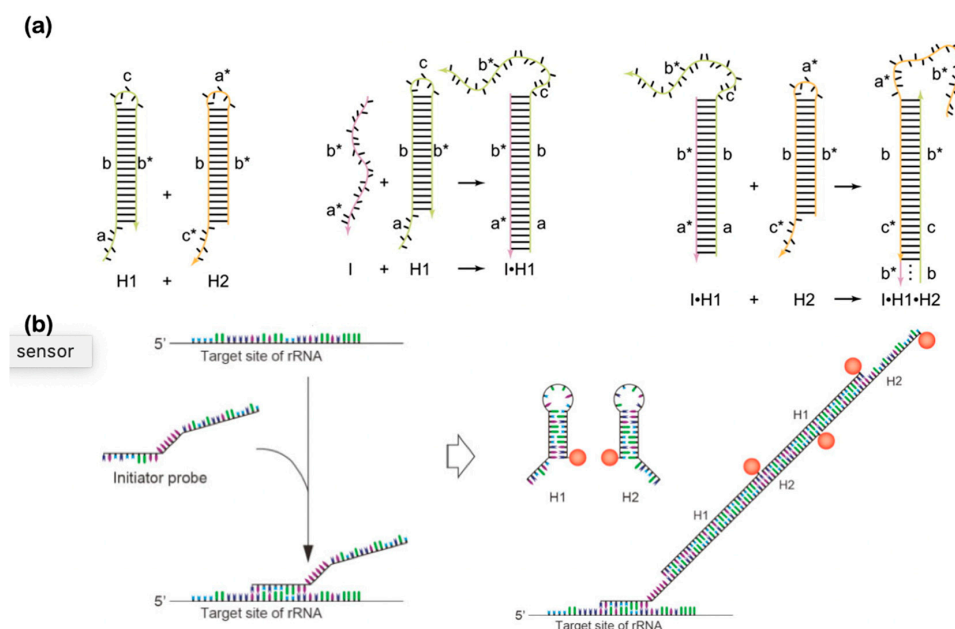 (a)
c
a*
b
b*
b
b*
+
a
c*
H1
+
H2
c
b*
b*
b
b*
c
b*
b
+
a*
a
a*
a
I
+
H1
I•H1
b*
c
a*
b*
b
b
b*
+
a*
a
c*
I•H1
+
H2
a*
b*
b
b*
c*
c
b*
b
I•H1•H2
(b)
sensor
5'
Target site of rRNA
Initiator probe
5'
Target site of rRNA
H1
H2
H2
H1
H2
H1
5'
Target site of rRNA